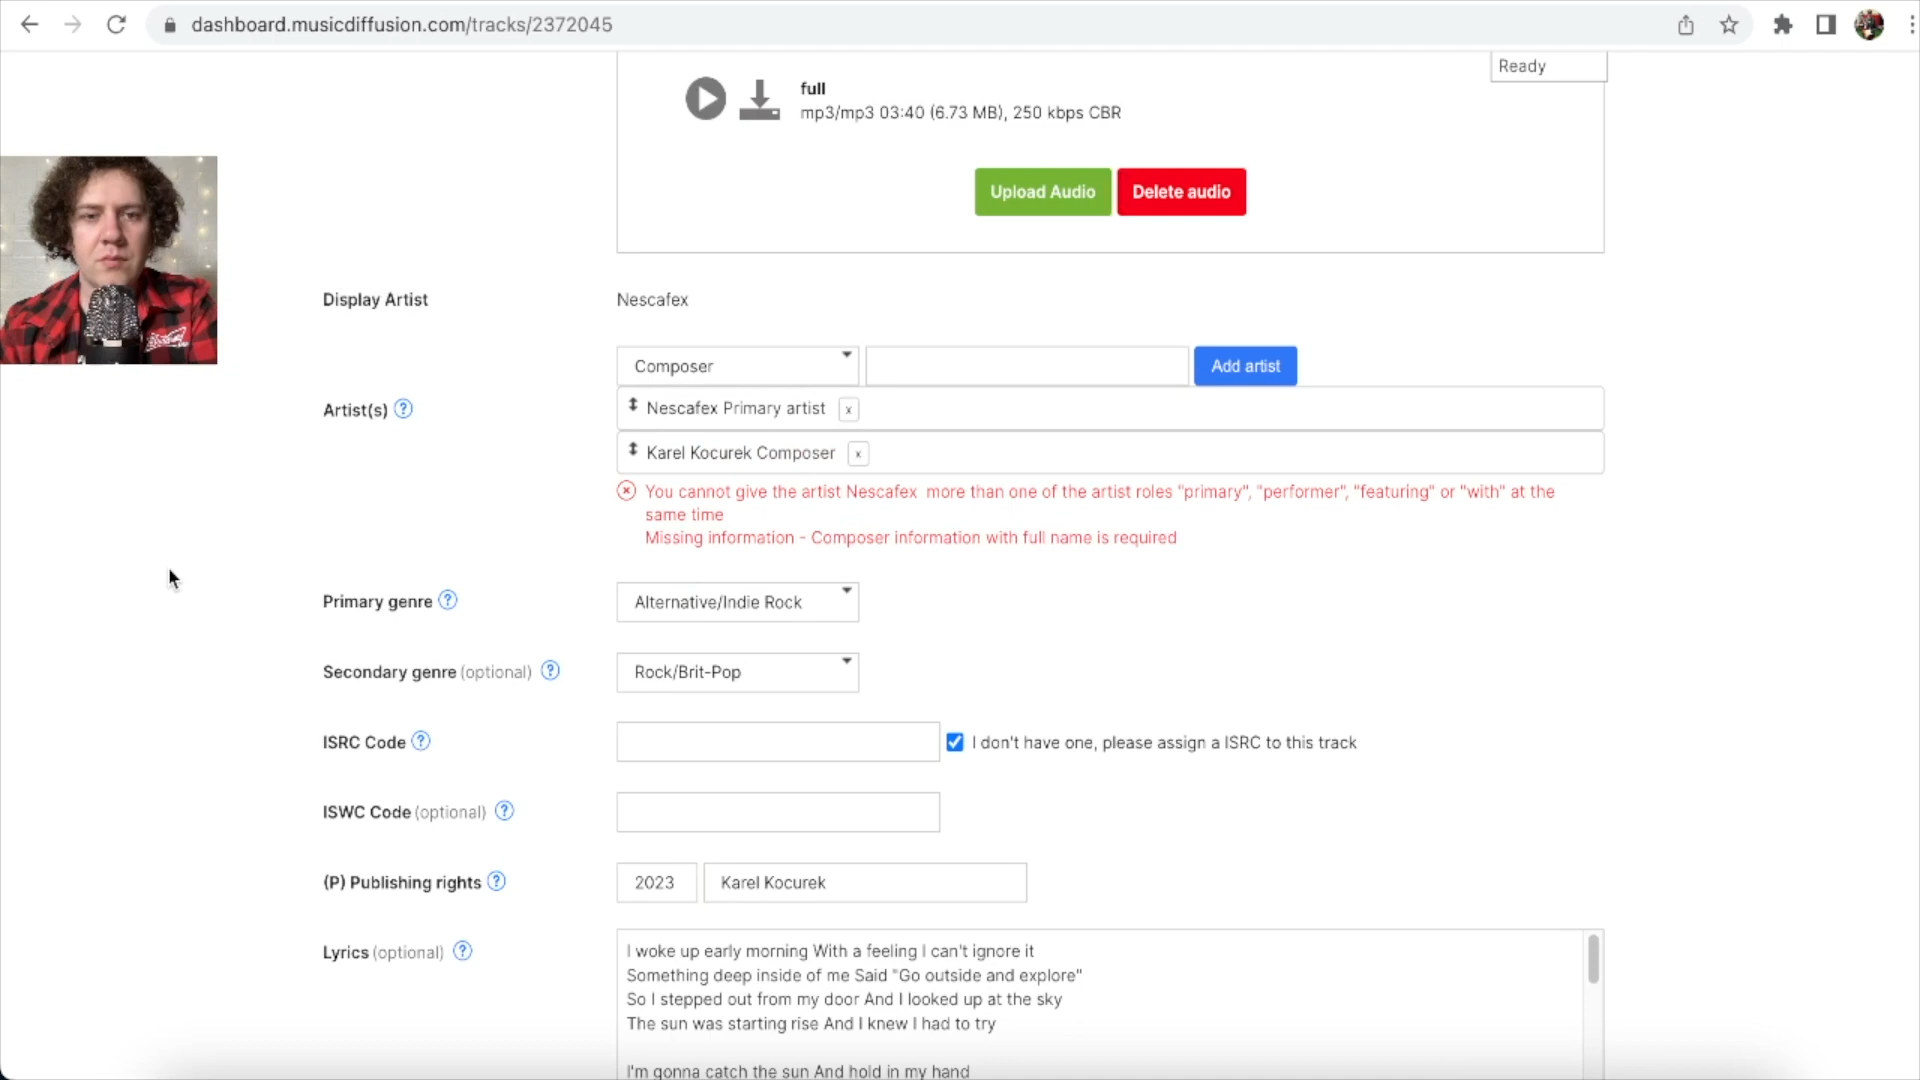 dashboard.musicdiffusion.com/tracks/2372045
Ready
full
mp3/mp3 03:40 (6.73 MB), 250 kbps CBR
Upload Audio
Delete audio
Display Artist
Nescafex
Composer
Add artist
Artist(s) ?
Nescafex Primary artist x
Karel Kocurek Composer x
You cannot give the artist Nescafex more than one of the artist roles "primary", "performer", "featuring" or "with" at the
same time
Missing information - Composer information with full name is required
Primary genre ?
Alternative/Indie Rock
Secondary genre (optional) ?
Rock/Brit-Pop
ISRC Code ?
I don't have one, please assign a ISRC to this track
ISWC Code (optional) ?
(P) Publishing rights ?
2023
Karel Kocurek
Lyrics (optional) ?
I woke up early morning With a feeling I can't ignore it
Something deep inside of me Said "Go outside and explore"
So I stepped out from my door And I looked up at the sky
The sun was starting rise And I knew I had to try
I'm gonna catch the sun And hold in my hand